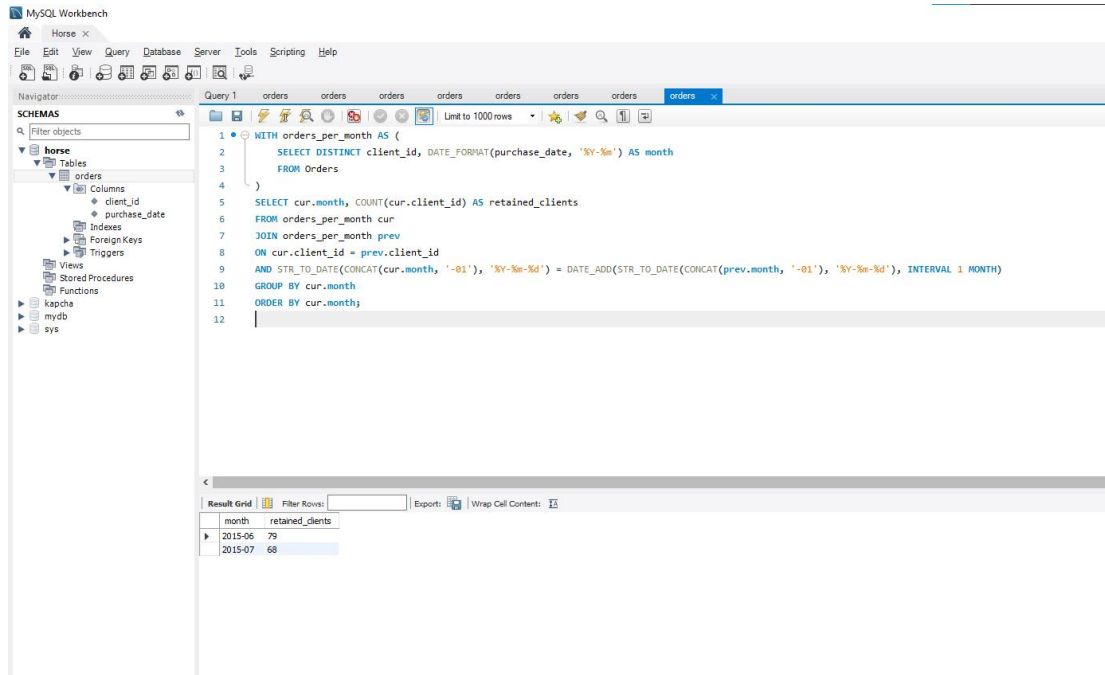 MySQL Workbench
Horse ×
File Edit View Query Database Server Tools Scripting Help
Navigator
Query 1 orders orders orders orders orders orders orders orders ×
SCHEMAS
Limit to 1000 rows
Filter objects
horse
Tables
orders
Columns
client_id
purchase_date
Indexes
Foreign Keys
Triggers
Views
Stored Procedures
Functions
kapcha
mydb
sys
1 WITH orders_per_month AS (
2 SELECT DISTINCT client_id, DATE_FORMAT(purchase_date, '%Y-%m') AS month
3 FROM Orders
4 )
5 SELECT cur.month, COUNT(cur.client_id) AS retained_clients
6 FROM orders_per_month cur
7 JOIN orders_per_month prev
8 ON cur.client_id = prev.client_id
9 AND STR_TO_DATE(CONCAT(cur.month, '-01'), '%Y-%m-%d') = DATE_ADD(STR_TO_DATE(CONCAT(prev.month, '-01'), '%Y-%m-%d'), INTERVAL 1 MONTH)
10 GROUP BY cur.month
11 ORDER BY cur.month;
12
Result Grid Filter Rows: Export: Wrap Cell Content:
month retained_clients
2015-06 79
2015-07 68